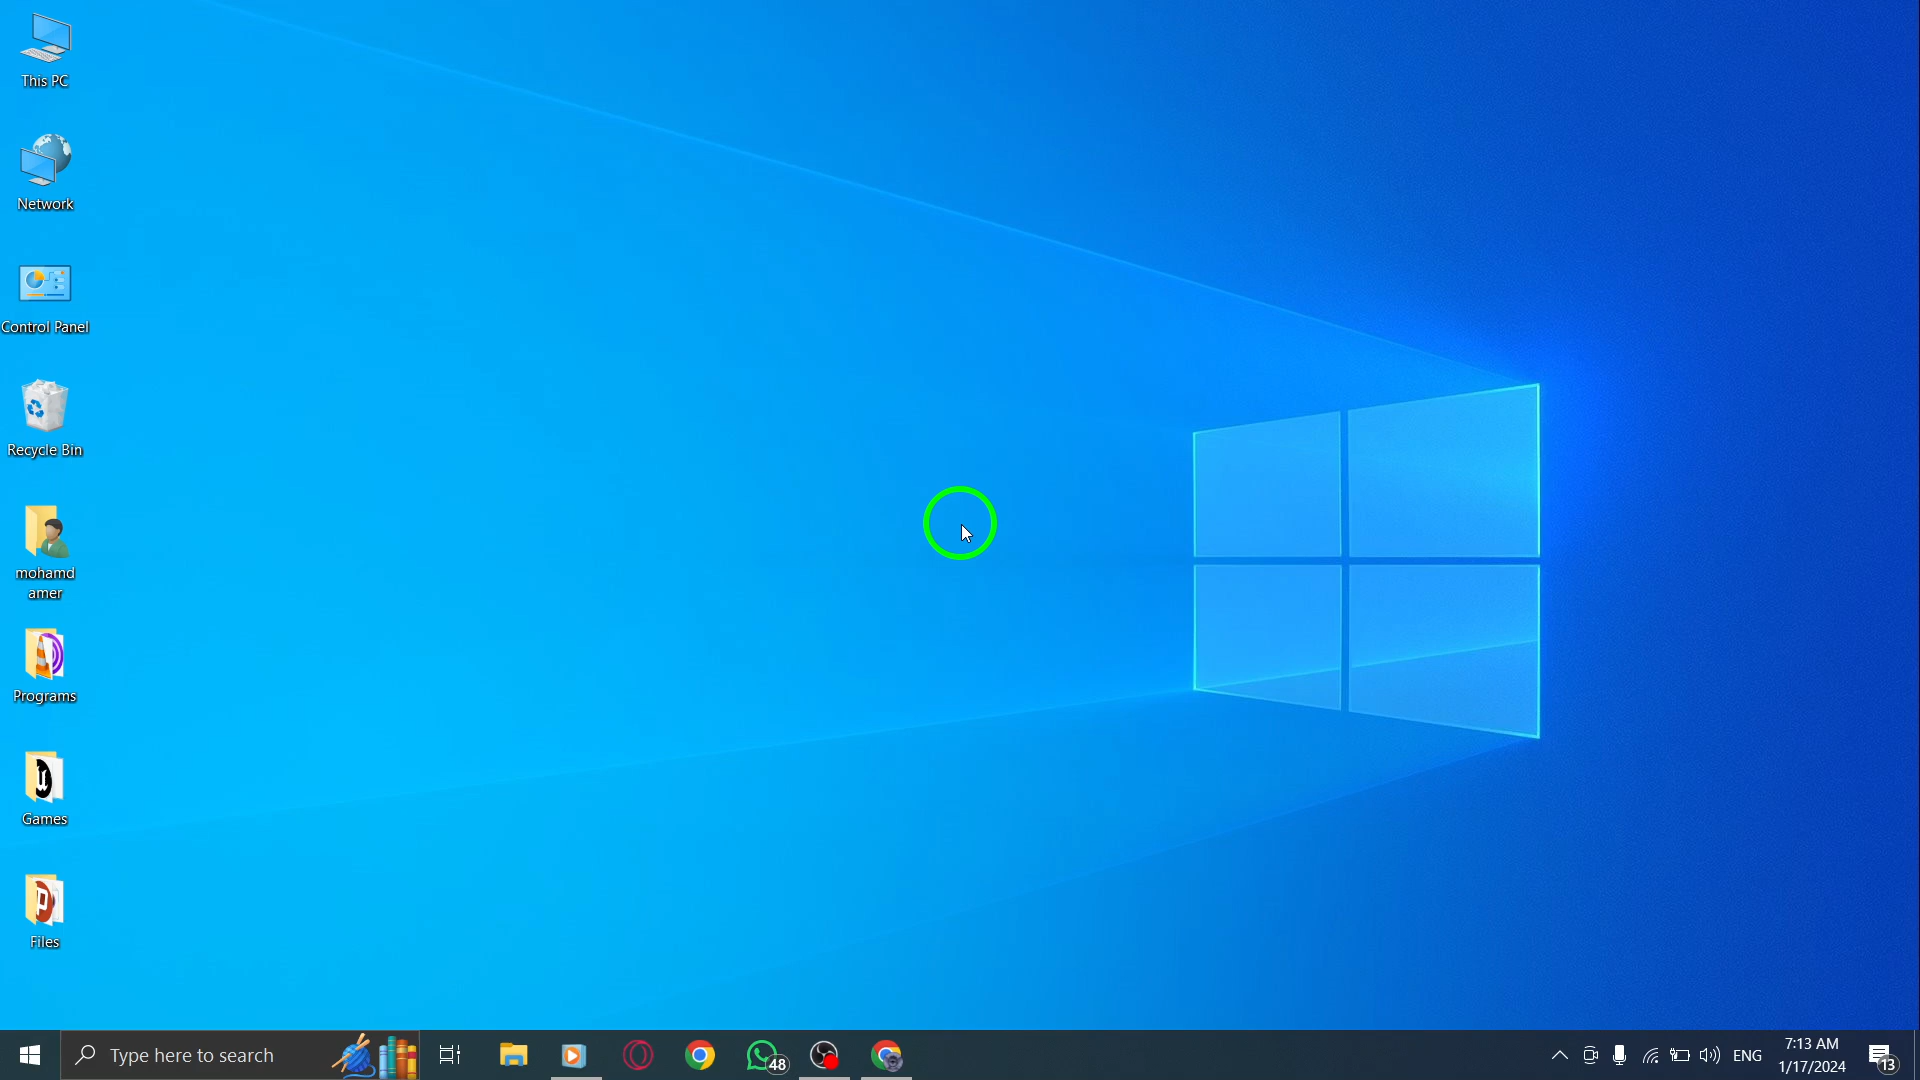 This PC
Network
Control Panel
Recycle Bin
mohamd
amer
Programs
Games
Files
Type here to search
48
ENG
7:13 AM
1/17/2024
13